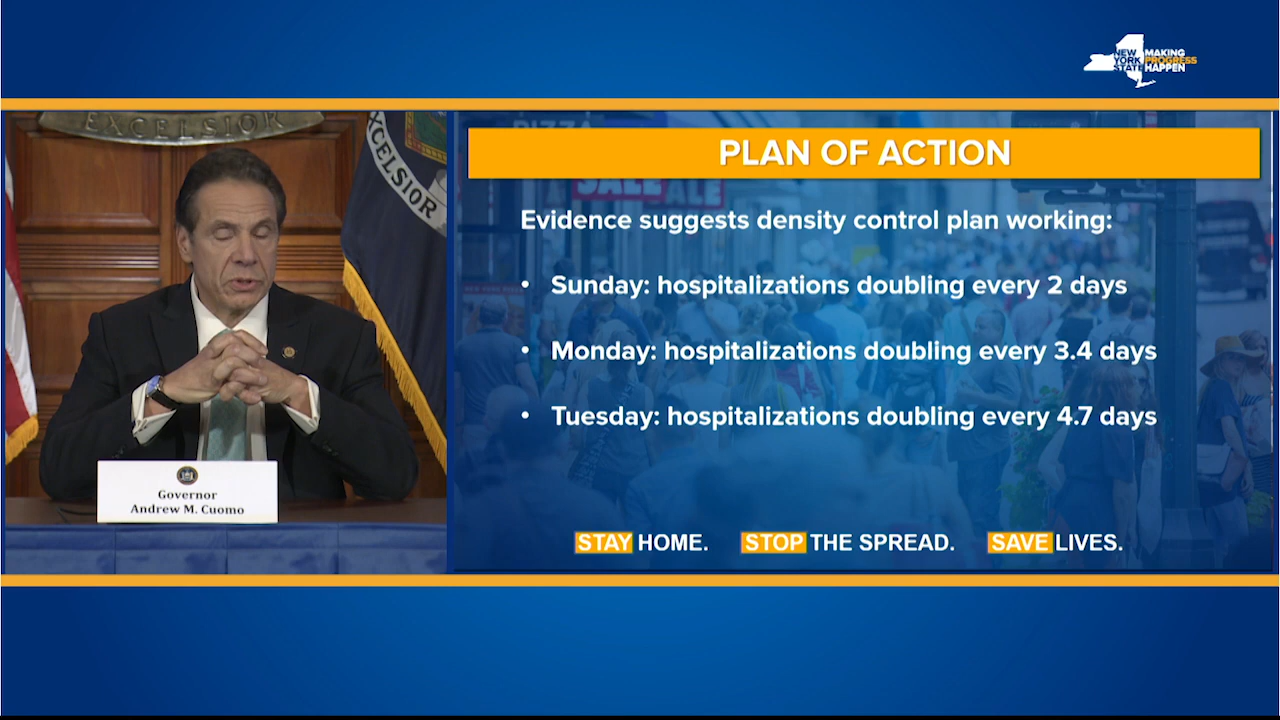 NEW
YORK
STATE
MAKING
PROGRESS
HAPPEN
EXCELSIOR
EXCELSIOR
PLAN OF ACTION
SALE
ALE
Evidence suggests density control plan working:
• Sunday: hospitalizations doubling every 2 days
• Monday: hospitalizations doubling every 3.4 days
• Tuesday: hospitalizations doubling every 4.7 days
Governor
Andrew M. Cuomo
STAY HOME. STOP THE SPREAD. SAVE LIVES.